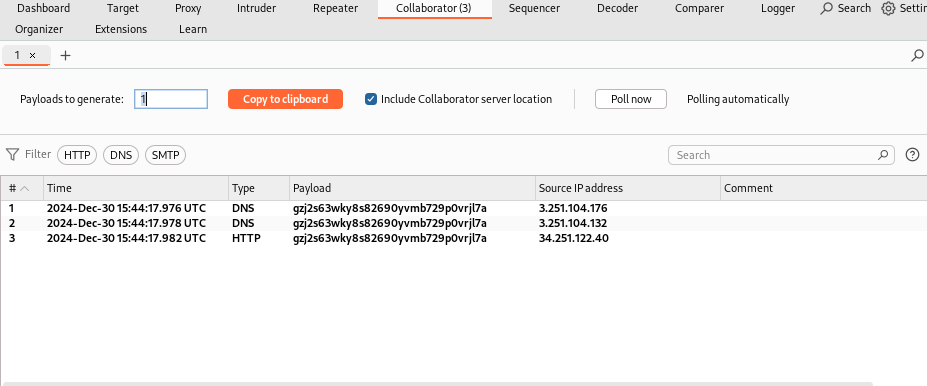 Dashboard Target Proxy Intruder Repeater Collaborator (3) Sequencer Decoder Comparer Logger Search Settin
Organizer Extensions Learn
1 × +
Payloads to generate: 1 Copy to clipboard Include Collaborator server location Poll now Polling automatically
Filter HTTP DNS SMTP Search ?
# Time Type Payload Source IP address Comment
1 2024-Dec-30 15:44:17.976 UTC DNS gzj2s63wky8s82690yvmb729p0vrjl7a 3.251.104.176
2 2024-Dec-30 15:44:17.978 UTC DNS gzj2s63wky8s82690yvmb729p0vrjl7a 3.251.104.132
3 2024-Dec-30 15:44:17.982 UTC HTTP gzj2s63wky8s82690yvmb729p0vrjl7a 34.251.122.40